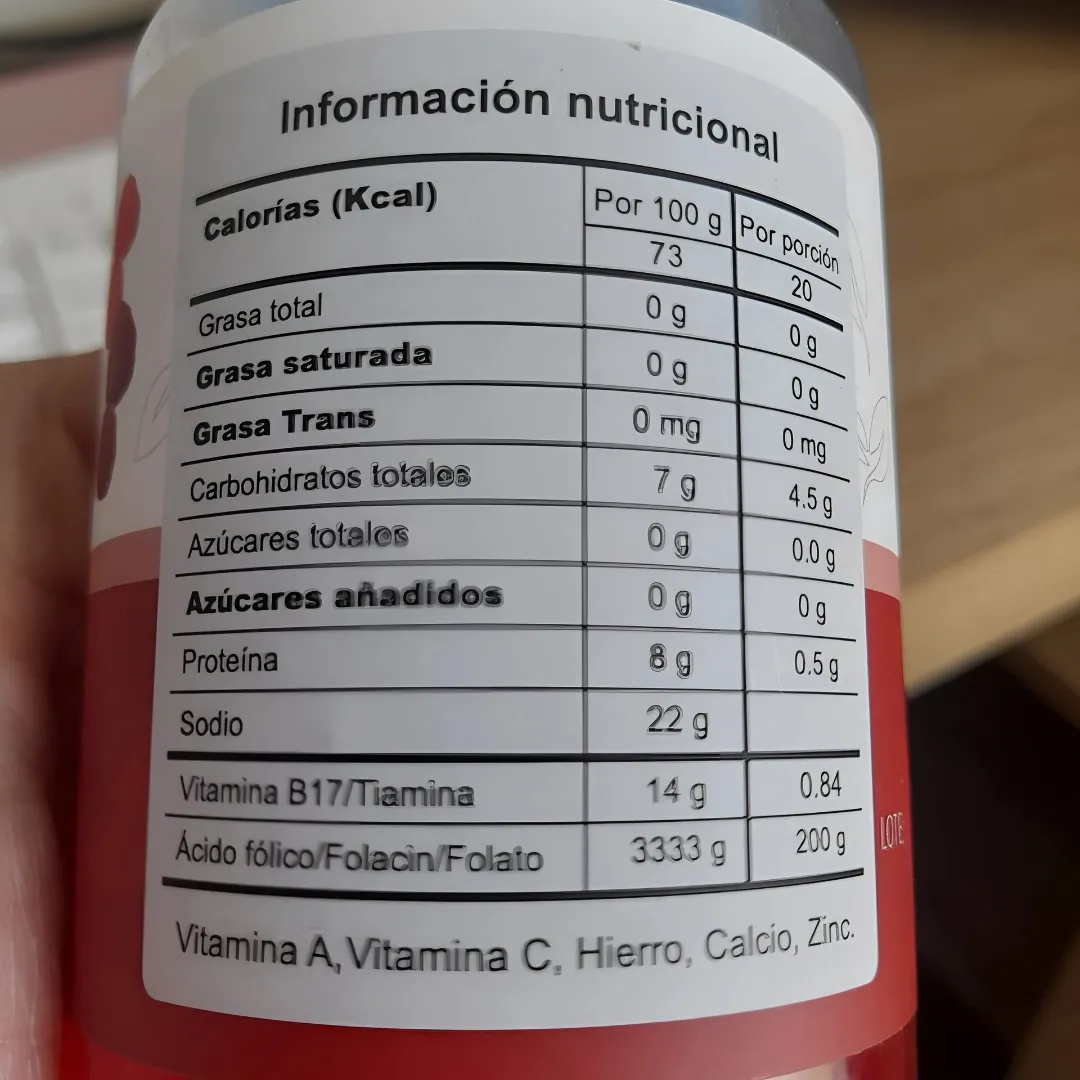 Información nutricional
Calorías (Kcal) Por 100 g Por porción
73 20
Grasa total 0 g 0 g
Grasa saturada 0 g 0 g
Grasa Trans 0 mg 0 mg
Carbohidratos totales 7 g 4.5 g
Azúcares totales 0 g 0.0 g
Azúcares añadidos 0 g 0 g
Proteína 8 g 0.5 g
Sodio 22 g
Vitamina B17/Tiamina 14 g 0.84
Ácido fólico/Folacin/Folato 3333 g 200 g
Vitamina A, Vitamina C, Hierro, Calcio, Zinc.
LOTE